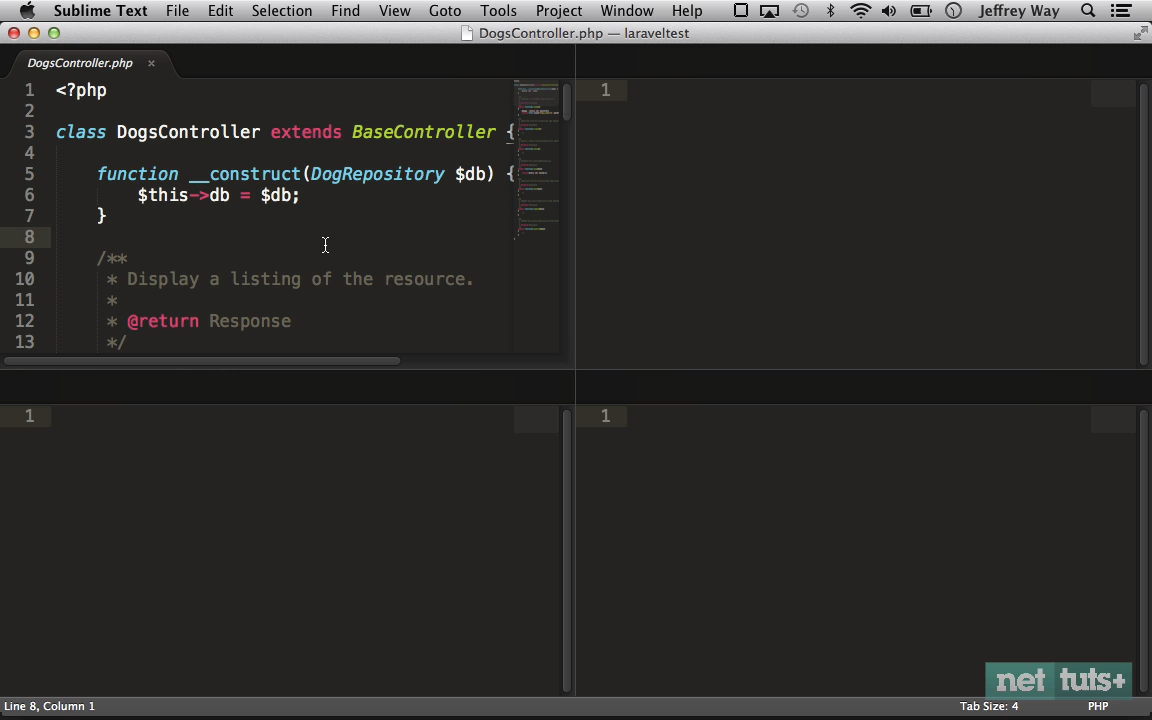 Sublime Text File Edit Selection Find View Goto Tools Project Window Help Jeffrey Way
DogsController.php — laraveltest
DogsController.php ×
1 <?php
2
3 class DogsController extends BaseController {
4
5 function __construct(DogRepository $db) {
6 $this->db = $db;
7 }
8
9 /**
10 * Display a listing of the resource.
11 *
12 * @return Response
13 */
1
1
1
net tuts+
Line 8, Column 1 Tab Size: 4 PHP